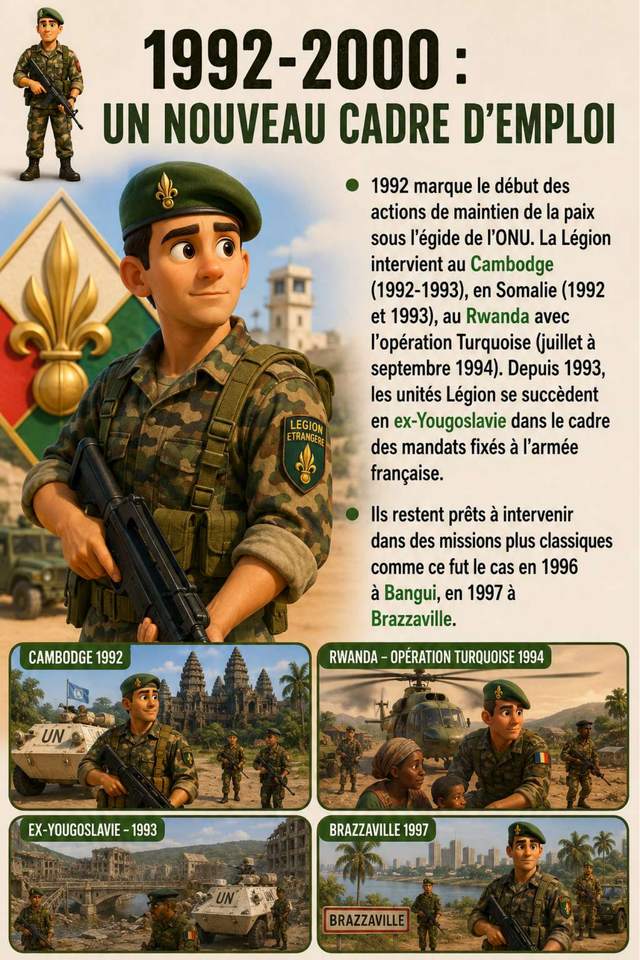 1992-2000 :
UN NOUVEAU CADRE D'EMPLOI
• 1992 marque le début des
actions de maintien de la paix
sous l'égide de l'ONU. La Légion
intervient au Cambodge
(1992-1993), en Somalie (1992
et 1993), au Rwanda avec
l'opération Turquoise (juillet à
septembre 1994). Depuis 1993,
les unités Légion se succèdent
en ex-Yougoslavie dans le cadre
des mandats fixés à l'armée
française.
• Ils restent prêts à intervenir
dans des missions plus classiques
comme ce fut le cas en 1996
à Bangui, en 1997 à
Brazzaville.
LEGION
ETRANGERE
CAMBODGE 1992
UN
RWANDA – OPÉRATION TURQUOISE 1994
EX-YOUGOSLAVIE – 1993
UN
BRAZZAVILLE 1997
BRAZZAVILLE